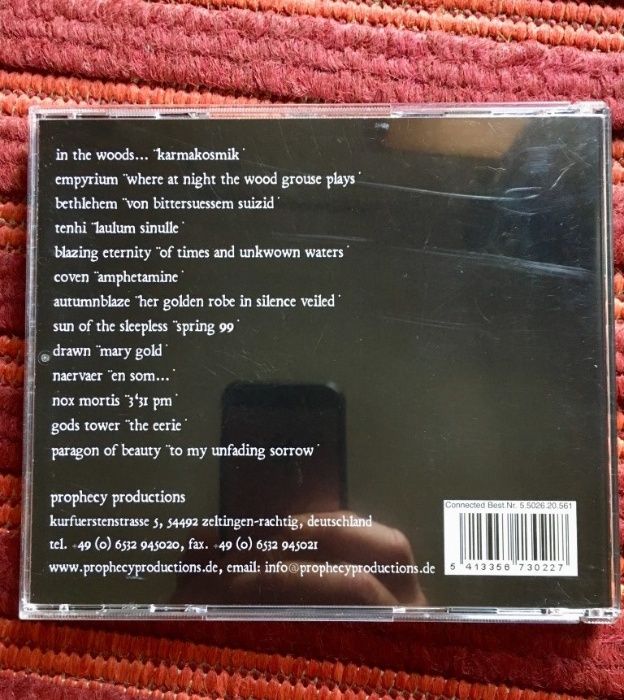 in the woods... "karmakosmik"
empyrium "where at night the wood grouse plays"
bethlehem "von bittersuessem suizid"
tenhi "laulum sinulle"
blazing eternity "of times and unkwown waters"
coven "amphetamine"
autumnblaze "her golden robe in silence veiled"
sun of the sleepless "spring 99"
drawn "mary gold"
naervaer "en som..."
nox mortis "3'31 pm"
gods tower "the eerie"
paragon of beauty "to my unfading sorrow"
prophecy productions
kurfuerstenstrasse 5, 54492 zeltingen-rachtig, deutschland
tel. +49 (0) 6532 945020, fax. +49 (0) 6532 945021
www.prophecyproductions.de, email: info@prophecyproductions.de
Connected Best.Nr. 5.5026.20.561
5 413356 730227